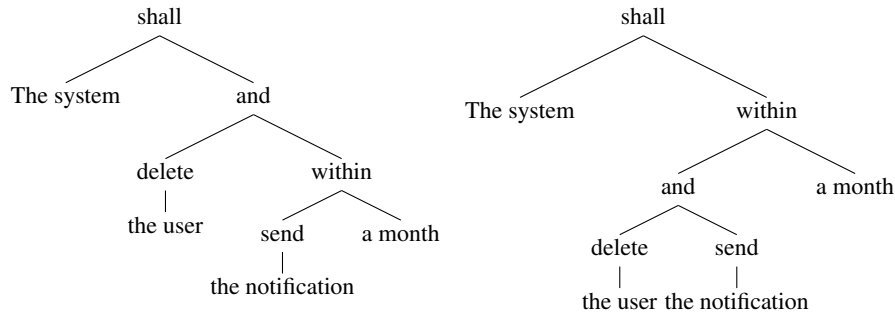 shall
The system and
delete within
the user
send a month
the notification
shall
The system within
and a month
delete send
the user the notification